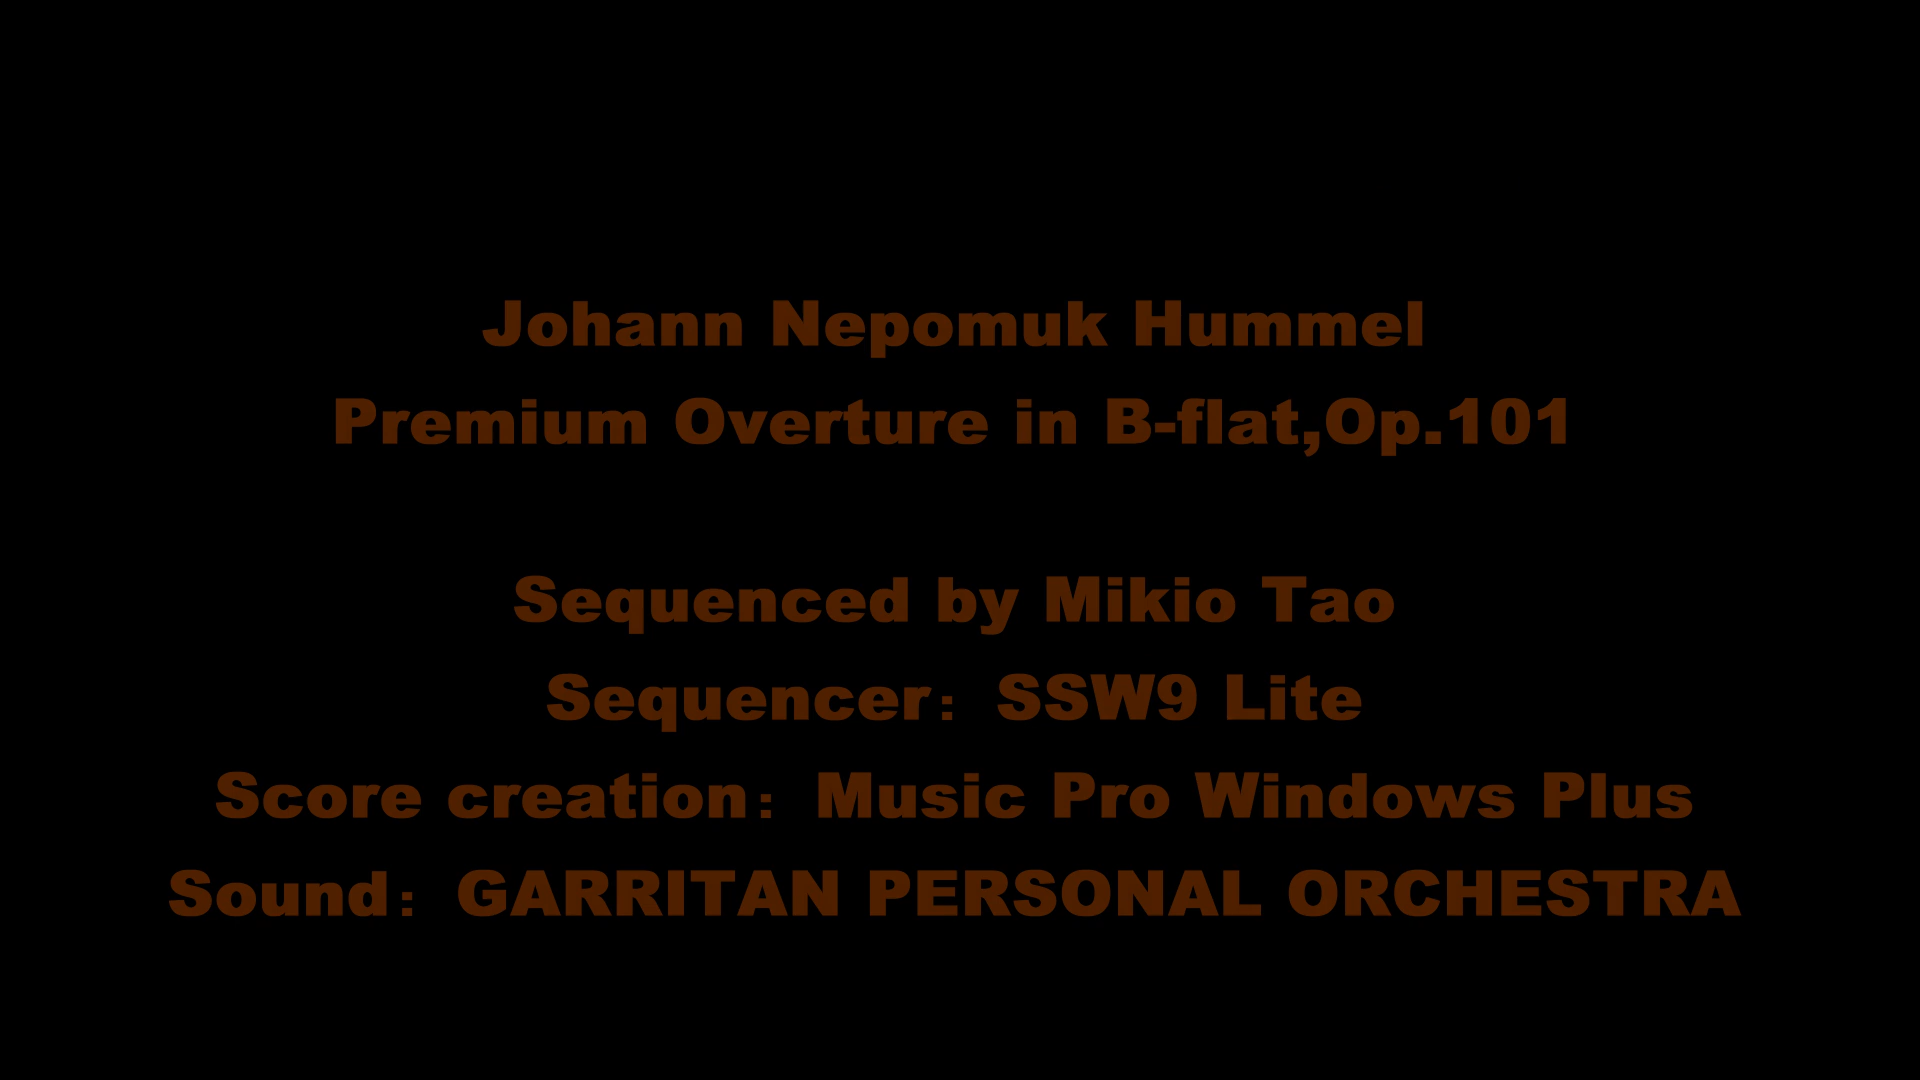 Johann Nepomuk Hummel
Premium Overture in B-flat,Op.101
Sequenced by Mikio Tao
Sequencer：SSW9 Lite
Score creation：Music Pro Windows Plus
Sound：GARRITAN PERSONAL ORCHESTRA